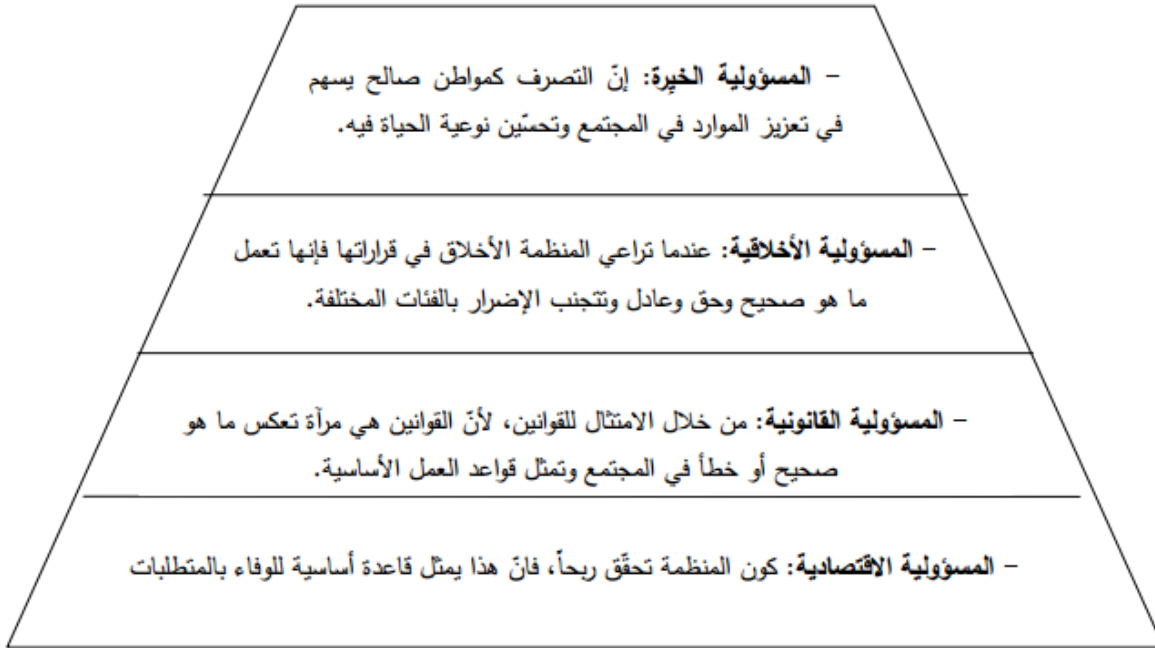 - المسؤولية الخيرة: إنّ التصرف كمواطن صالح يسهم
في تعزيز الموارد في المجتمع وتحسّين نوعية الحياة فيه.
- المسؤولية الأخلاقية: عندما تراعي المنظمة الأخلاق في قراراتها فإنها تعمل
ما هو صحيح وحق وعادل وتتجنب الإضرار بالفئات المختلفة.
- المسؤولية القانونية: من خلال الامتثال للقوانين، لأنّ القوانين هي مرآة تعكس ما هو
صحيح أو خطأ في المجتمع وتمثل قواعد العمل الأساسية.
- المسؤولية الاقتصادية: كون المنظمة تحقّق ربحاً، فانّ هذا يمثل قاعدة أساسية للوفاء بالمتطلبات